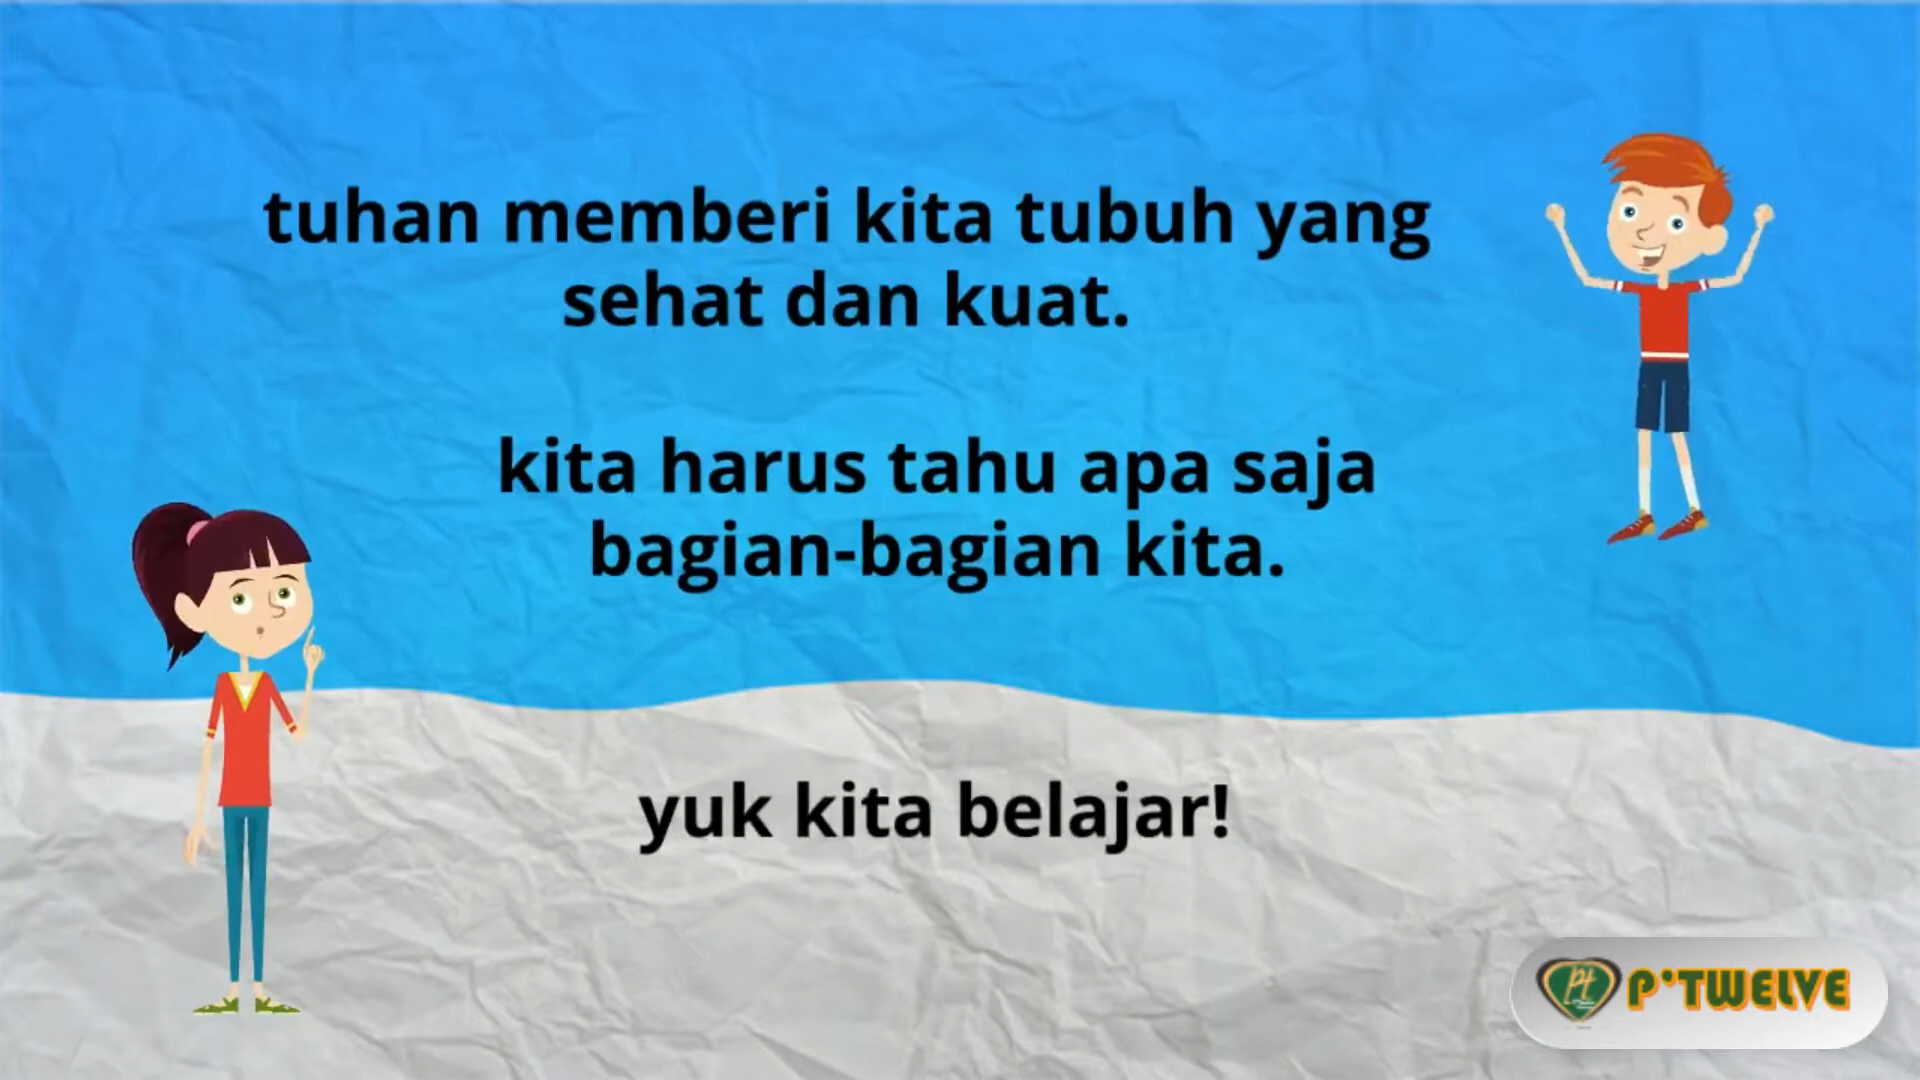 tuhan memberi kita tubuh yang
sehat dan kuat.
kita harus tahu apa saja
bagian-bagian kita.
yuk kita belajar!
P'TWELVE